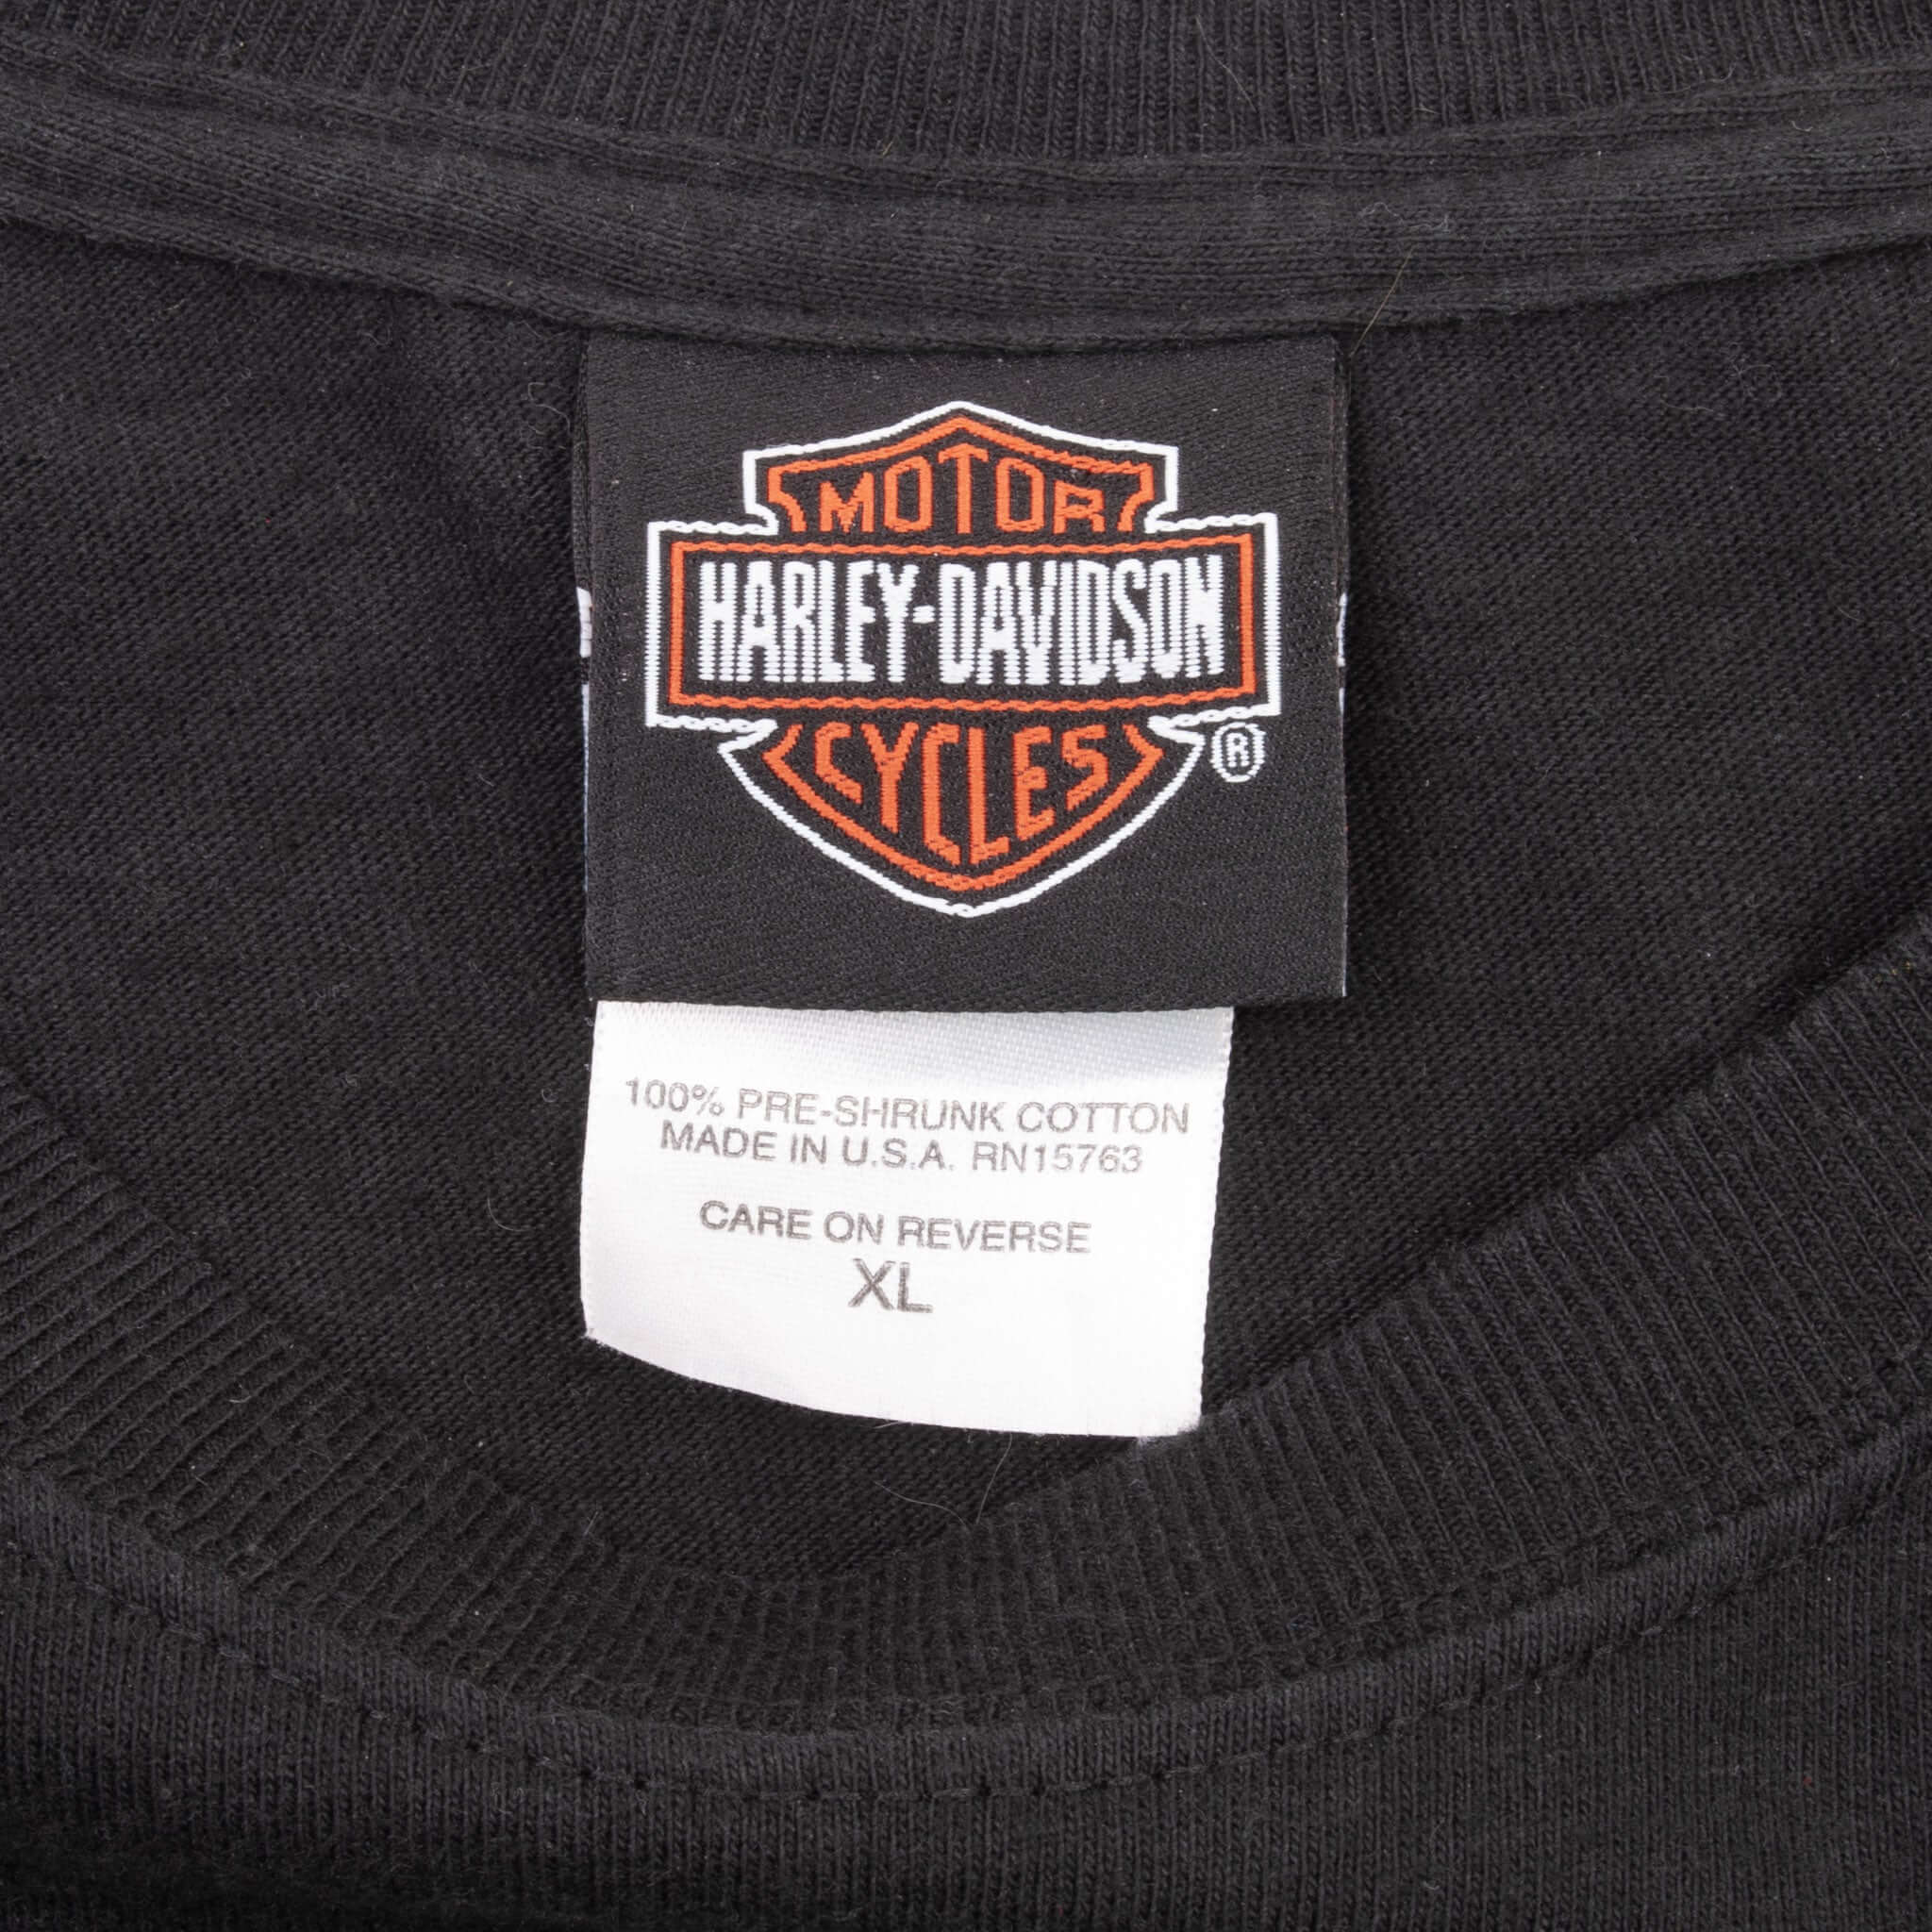 MOTOR
HARLEY-DAVIDSON
CYCLES
®
100% PRE-SHRUNK COTTON
MADE IN U.S.A. RN15763
CARE ON REVERSE
XL